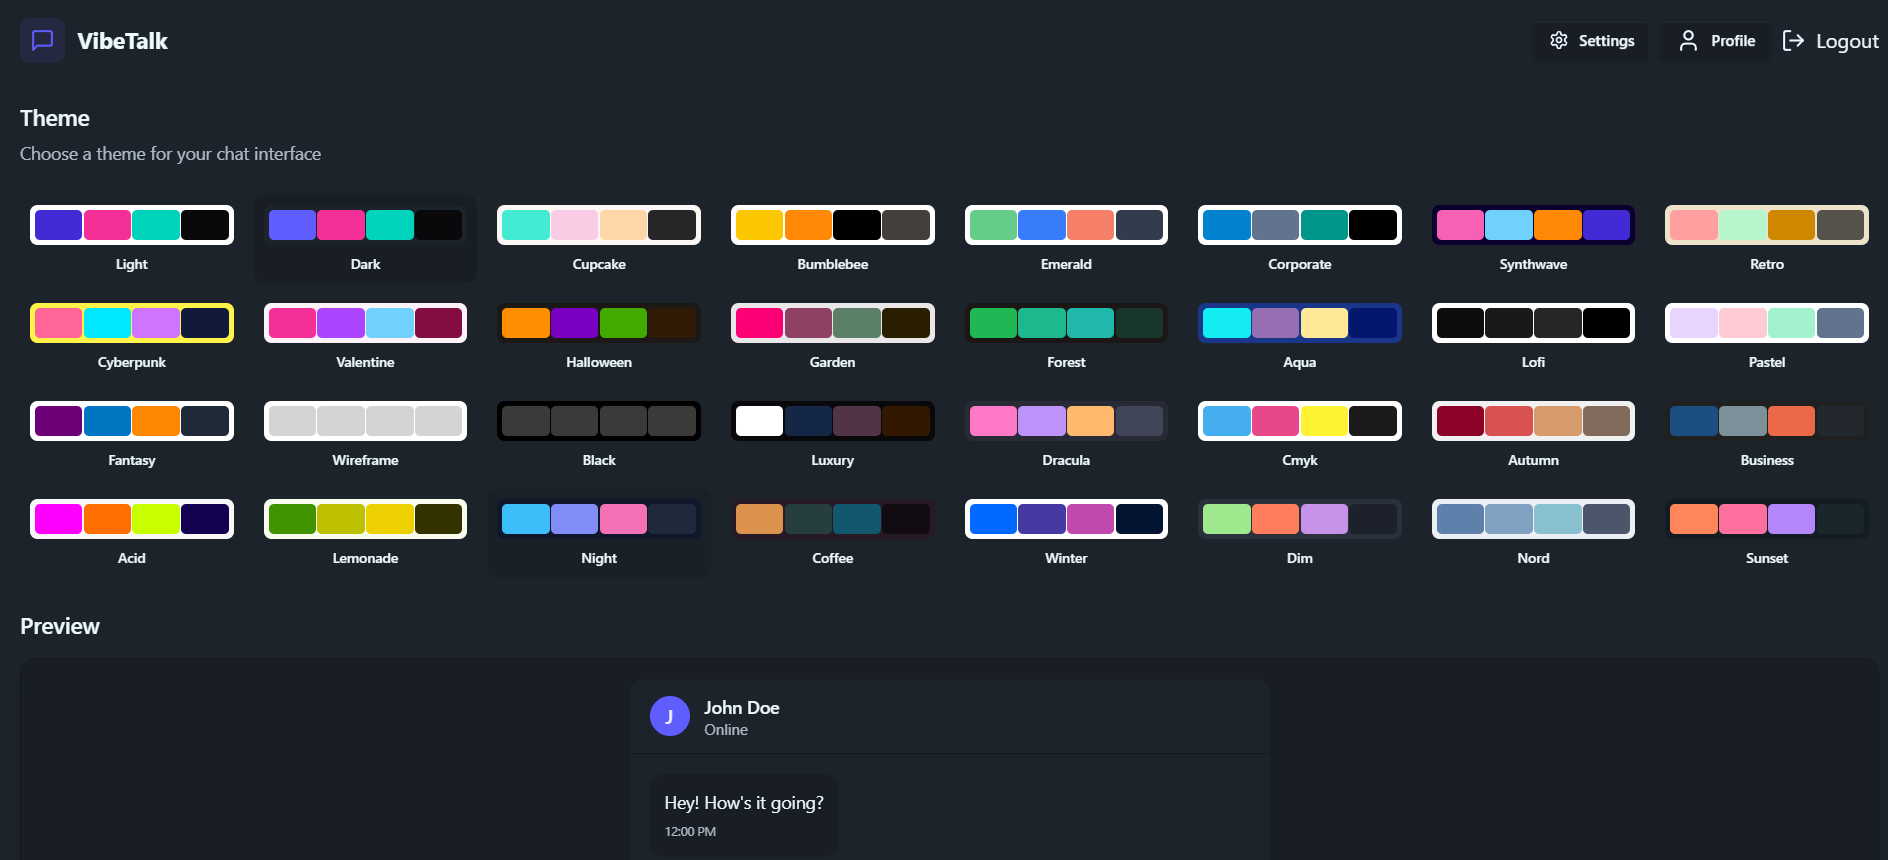 VibeTalk
Settings
Profile
Logout
Theme
Choose a theme for your chat interface
Light
Dark
Cupcake
Bumblebee
Emerald
Corporate
Synthwave
Retro
Cyberpunk
Valentine
Halloween
Garden
Forest
Aqua
Lofi
Pastel
Fantasy
Wireframe
Black
Luxury
Dracula
Cmyk
Autumn
Business
Acid
Lemonade
Night
Coffee
Winter
Dim
Nord
Sunset
Preview
J
John Doe
Online
Hey! How's it going?
12:00 PM